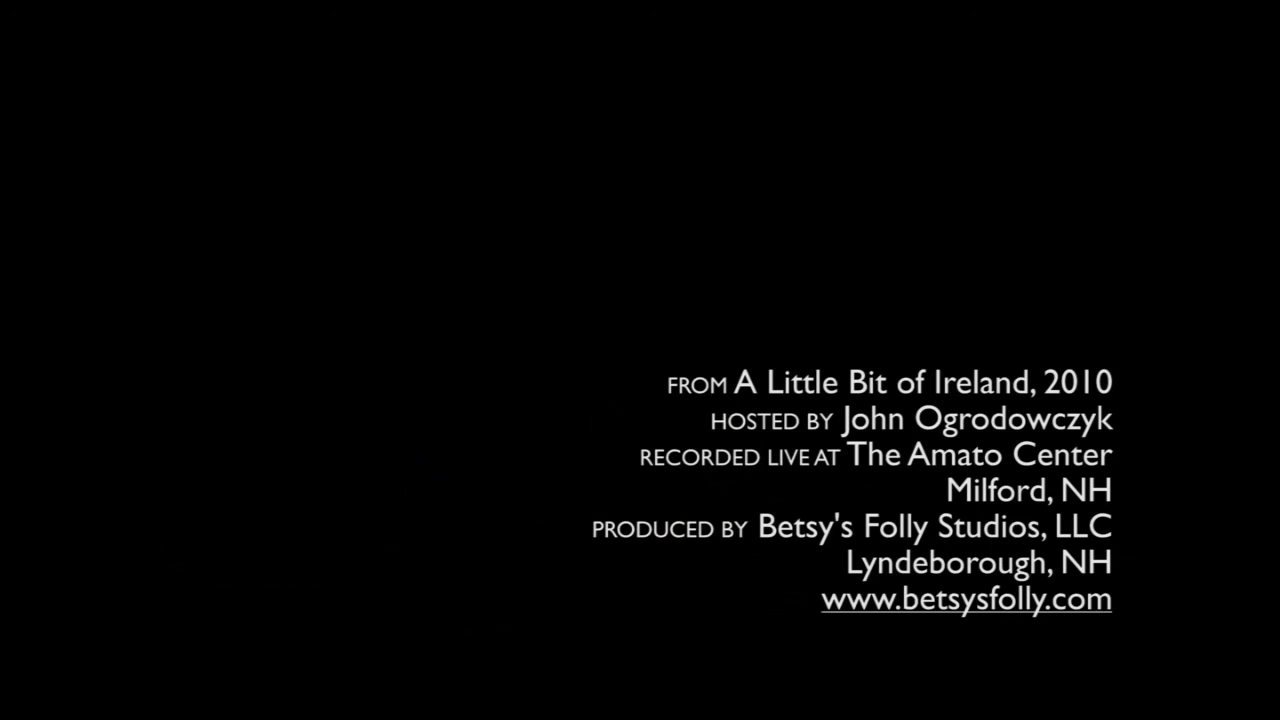 FROM A Little Bit of Ireland, 2010
HOSTED BY John Ogrodowczyk
RECORDED LIVE AT The Amato Center
Milford, NH
PRODUCED BY Betsy's Folly Studios, LLC
Lyndeborough, NH
www.betsysfolly.com